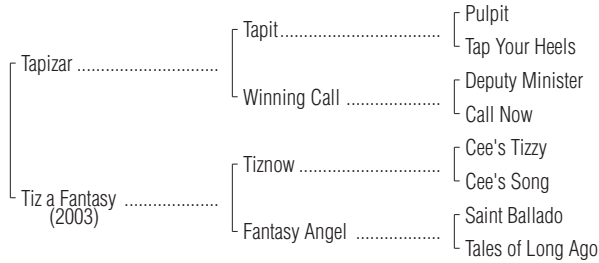 Pulpit
Tapit....................................
Tap Your Heels
Tapizar ................................
Deputy Minister
Winning Call .....................
Call Now
Cee's Tizzy
Tiznow ................................
Cee's Song
Tiz a Fantasy .....................
(2003)
Saint Ballado
Fantasy Angel ...................
Tales of Long Ago